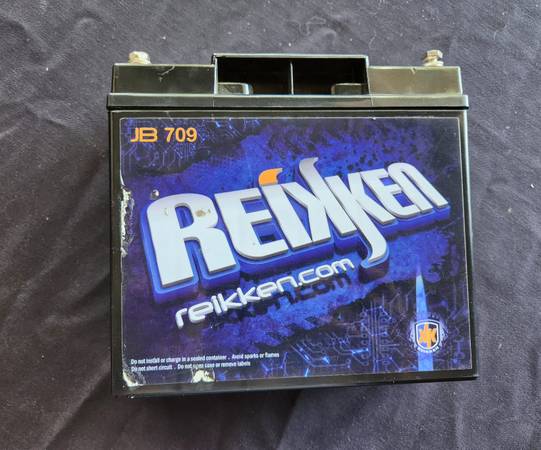 JB 709
REIKKEN
reikken.com
Do not install or charge in a sealed container . Avoid sparks or flames
Do not short circuit . Do not open case or remove labels